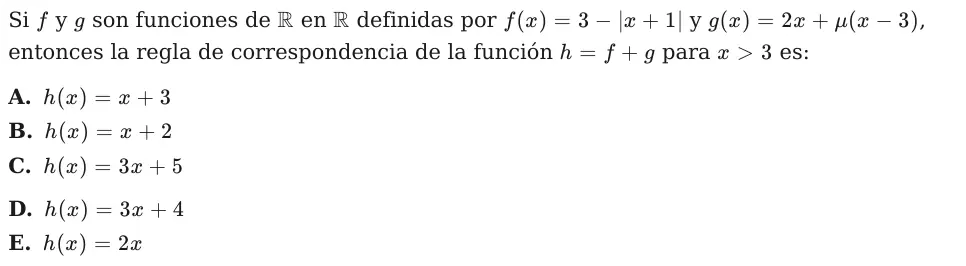 Si f y g son funciones de ℝ en ℝ definidas por f(x) = 3 − |x + 1| y g(x) = 2x + μ(x − 3),
entonces la regla de correspondencia de la función h = f + g para x > 3 es:
A. h(x) = x + 3
B. h(x) = x + 2
C. h(x) = 3x + 5
D. h(x) = 3x + 4
E. h(x) = 2x